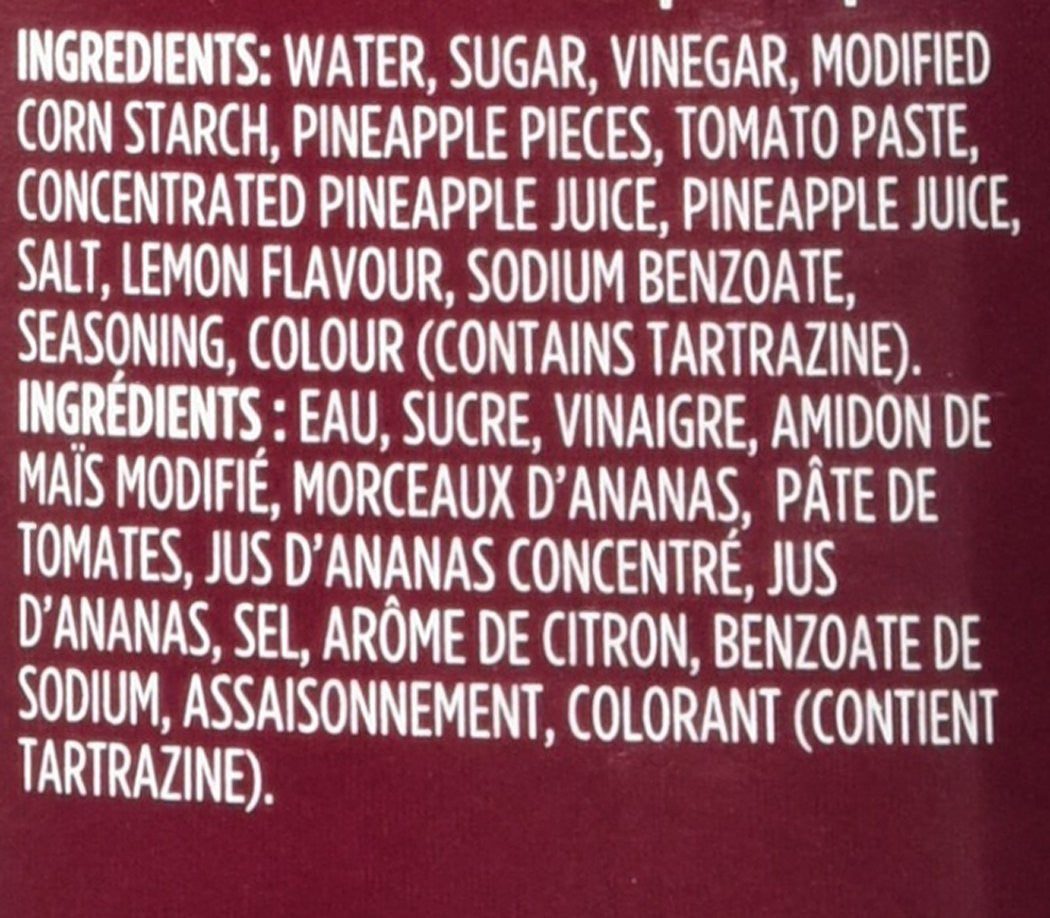 INGREDIENTS: WATER, SUGAR, VINEGAR, MODIFIED
CORN STARCH, PINEAPPLE PIECES, TOMATO PASTE,
CONCENTRATED PINEAPPLE JUICE, PINEAPPLE JUICE,
SALT, LEMON FLAVOUR, SODIUM BENZOATE,
SEASONING, COLOUR (CONTAINS TARTRAZINE).
INGRÉDIENTS : EAU, SUCRE, VINAIGRE, AMIDON DE
MAÏS MODIFIÉ, MORCEAUX D'ANANAS, PÂTE DE
TOMATES, JUS D'ANANAS CONCENTRÉ, JUS
D'ANANAS, SEL, ARÔME DE CITRON, BENZOATE DE
SODIUM, ASSAISONNEMENT, COLORANT (CONTIENT
TARTRAZINE).